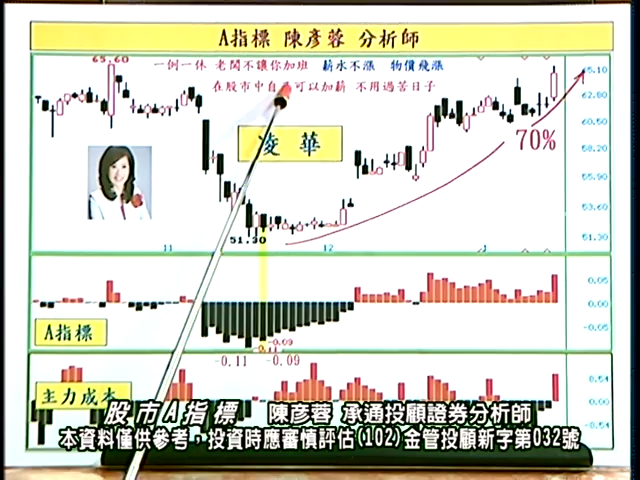 A指標 陳彥蓉 分析師
65.60
一例一休 老闆不讓你加班 薪水不漲 物價飛漲
在股市中自己可以加薪 不用過苦日子
65.10
62.80
60.50
58.20
55.90
53.60
51.30
凌華
70%
51.30
11
12
1
0.05
0.00
-0.05
A指標
-0.09
-0.11
-0.11 -0.09
0.54
0.00
-0.54
主力成本
股市A指標 陳彥蓉 承通投顧證券分析師
本資料僅供參考，投資時應審慎評估(102)金管投顧新字第032號